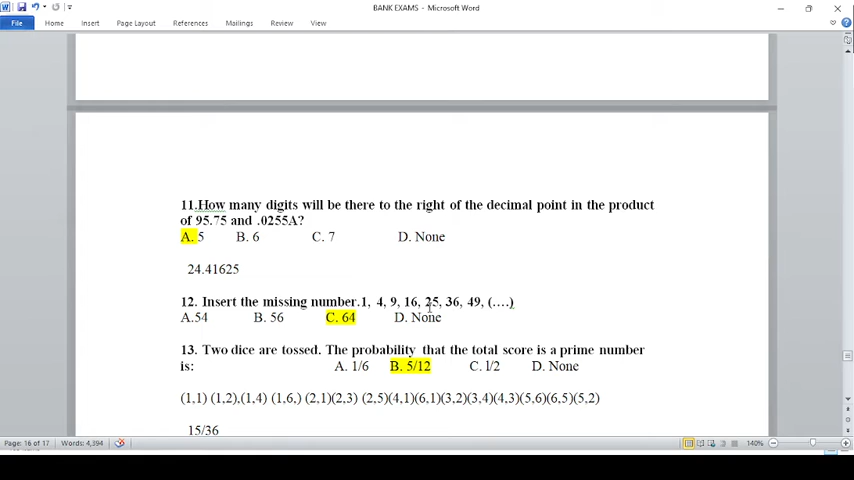 BANK EXAMS - Microsoft Word
File Home Insert Page Layout References Mailings Review View
11.How many digits will be there to the right of the decimal point in the product
of 95.75 and .0255A?
A. 5 B. 6 C. 7 D. None
24.41625
12. Insert the missing number.1, 4, 9, 16, 25, 36, 49, (....)
A.54 B. 56 C. 64 D. None
13. Two dice are tossed. The probability that the total score is a prime number
is: A. 1/6 B. 5/12 C. 1/2 D. None
(1,1) (1,2),(1,4) (1,6,) (2,1)(2,3) (2,5)(4,1)(6,1)(3,2)(3,4)(4,3)(5,6)(6,5)(5,2)
15/36
Page: 16 of 17 Words: 4,394 140%